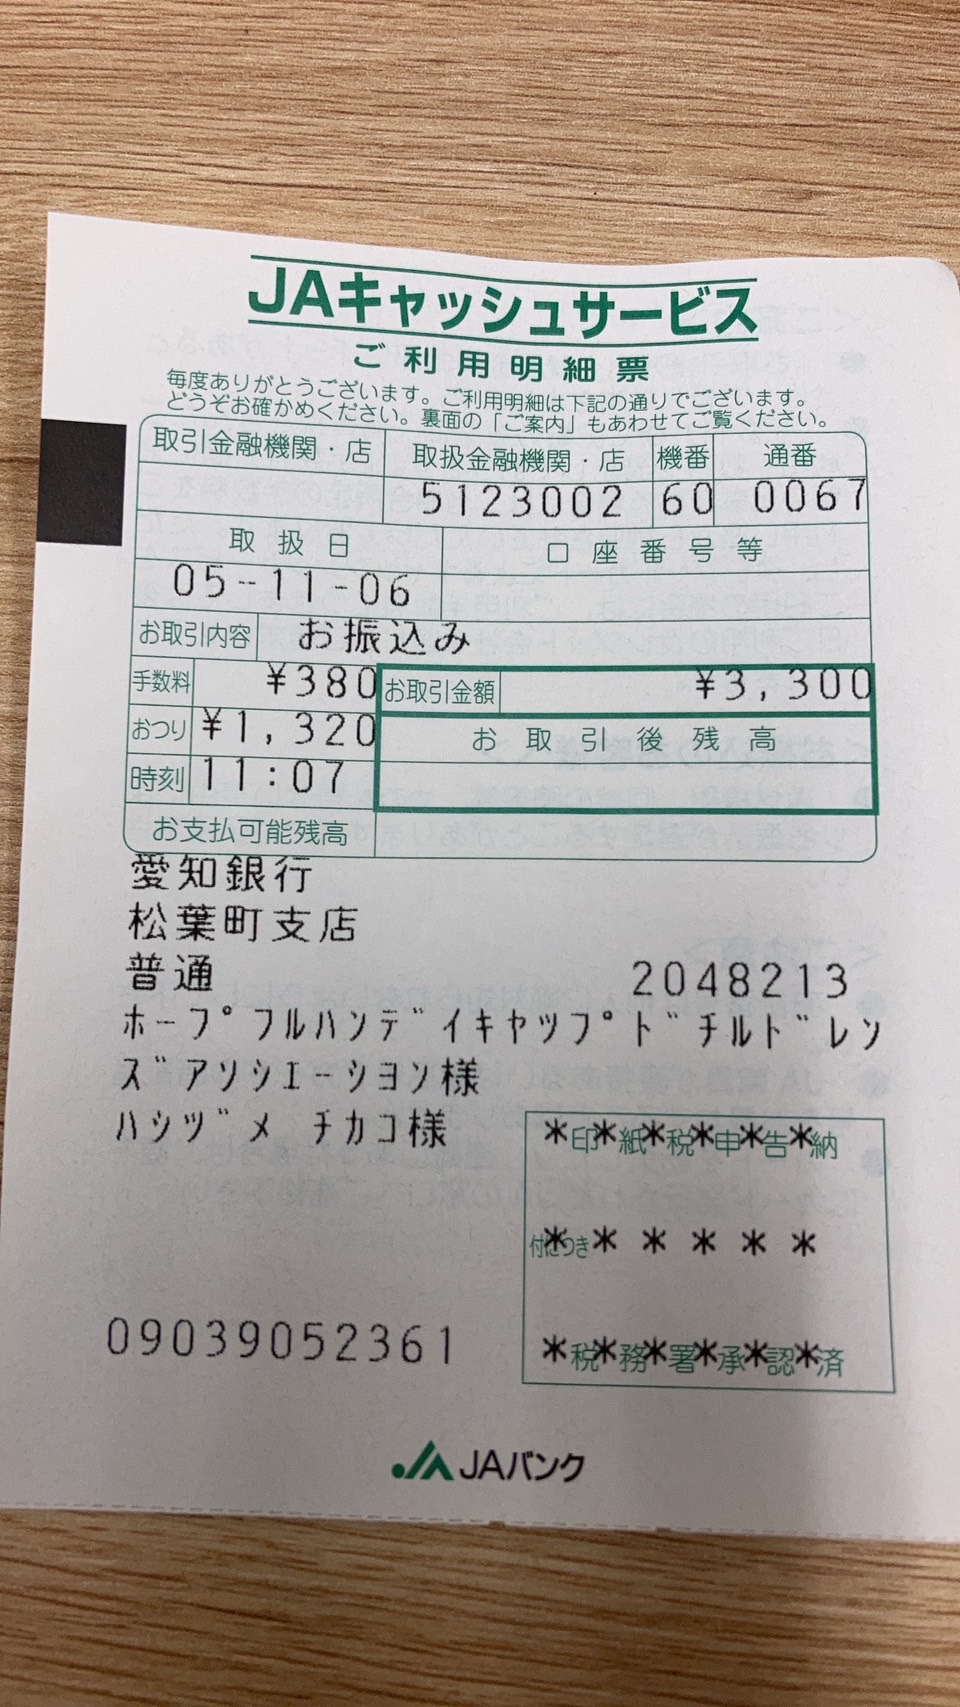 JAキャッシュサービス
ご利用明細票
毎度ありがとうございます。ご利用明細は下記の通りでございます。
どうぞお確かめください。裏面の「ご案内」もあわせてご覧ください。
取引金融機関・店 取扱金融機関・店 機番 通番
5123002 60 0067
取扱日 口座番号等
05-11-06
お取引内容 お振込み
手数料 ¥380 お取引金額 ¥3,300
おつり ¥1,320 お取引後残高
時刻 11:07
お支払可能残高
愛知銀行
松葉町支店
普通 2048213
ホープフルハンディキャップドチルドレン
ズアソシエーション様
ハシヅメ チカコ様
*印*紙*税*申*告*納
付につき* * * * * *
*税*務*署*承*認*済
09039052361
JAバンク